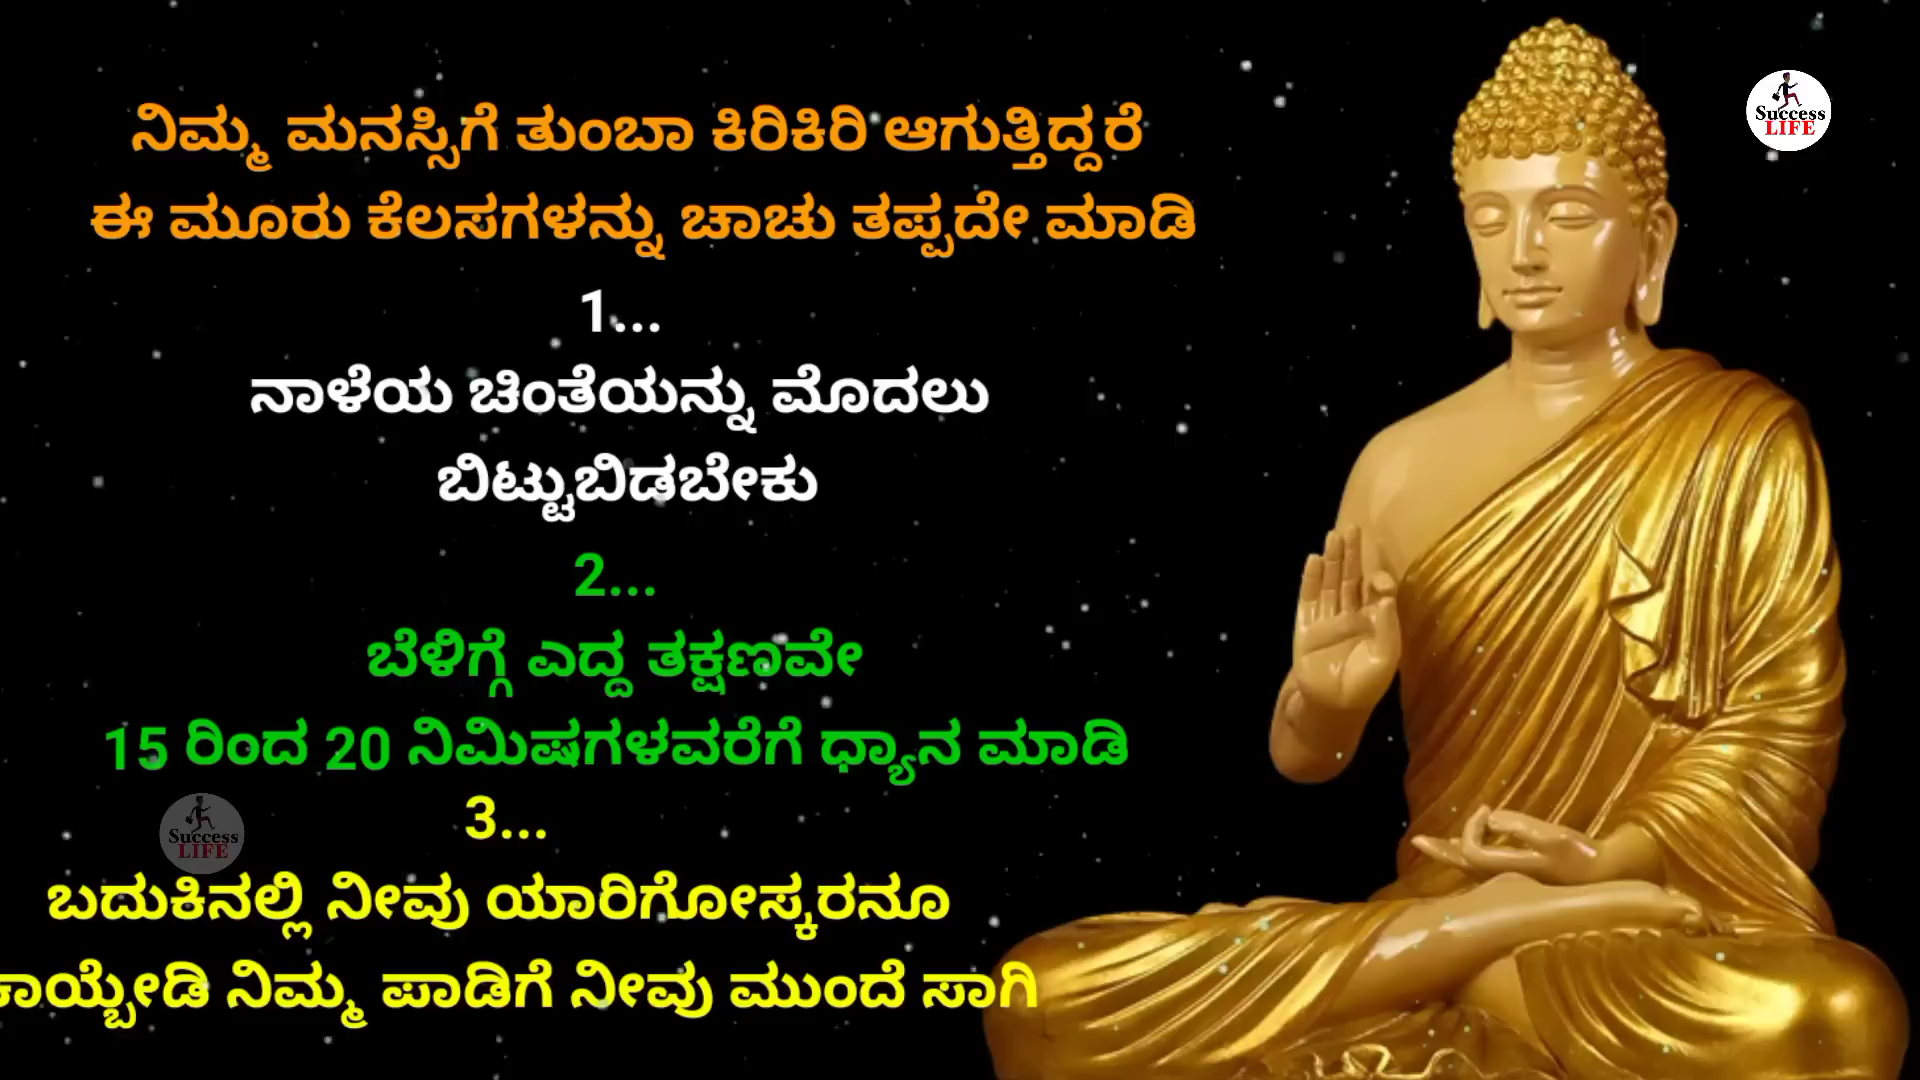 ನಿಮ್ಮ ಮನಸ್ಸಿಗೆ ತುಂಬಾ ಕಿರಿಕಿರಿ ಆಗುತ್ತಿದ್ದರೆ
ಈ ಮೂರು ಕೆಲಸಗಳನ್ನು ಚಾಚು ತಪ್ಪದೇ ಮಾಡಿ
1...
ನಾಳೆಯ ಚಿಂತೆಯನ್ನು ಮೊದಲು
ಬಿಟ್ಟುಬಿಡಬೇಕು
2...
ಬೆಳಿಗ್ಗೆ ಎದ್ದ ತಕ್ಷಣವೇ
15 ರಿಂದ 20 ನಿಮಿಷಗಳವರೆಗೆ ಧ್ಯಾನ ಮಾಡಿ
3...
ಬದುಕಿನಲ್ಲಿ ನೀವು ಯಾರಿಗೋಸ್ಕರನೂ
ಕಾಯ್ಬೇಡಿ ನಿಮ್ಮ ಪಾಡಿಗೆ ನೀವು ಮುಂದೆ ಸಾಗಿ
Success
LIFE
Success
LIFE